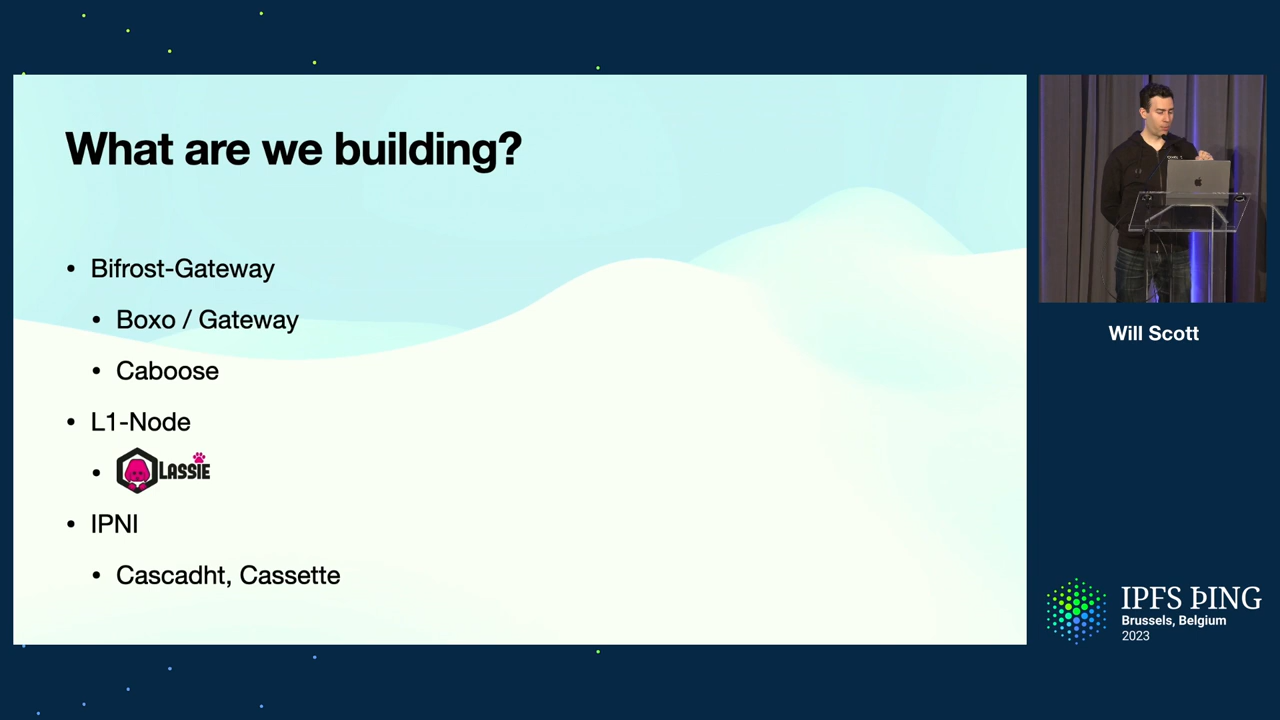 What are we building?
• Bifrost-Gateway
• Boxo / Gateway
• Caboose
• L1-Node
• LASSIE
• IPNI
• Cascadht, Cassette
Will Scott
IPFS ÞING
Brussels, Belgium
2023